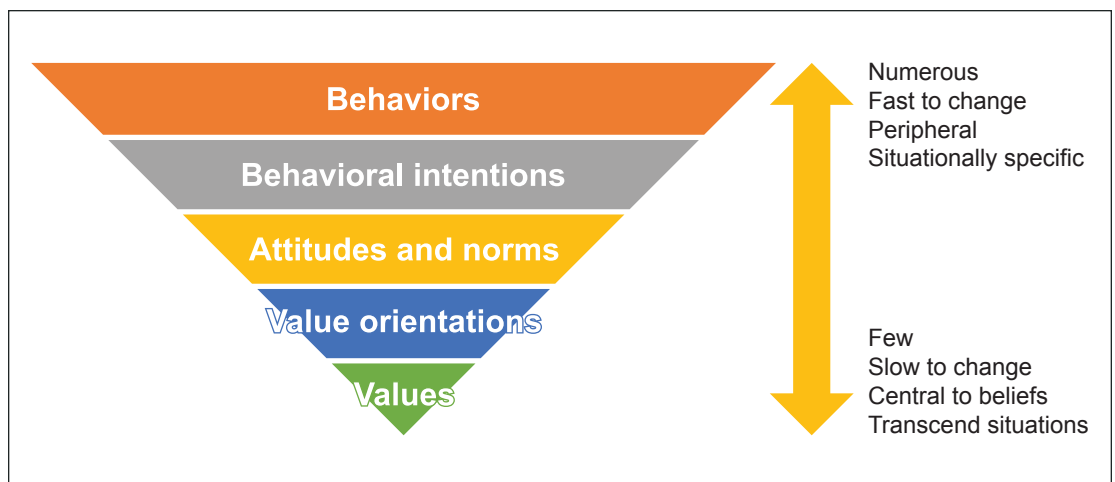 Behaviors
Behavioral intentions
Attitudes and norms
Value orientations
Values
Numerous
Fast to change
Peripheral
Situationally specific
Few
Slow to change
Central to beliefs
Transcend situations